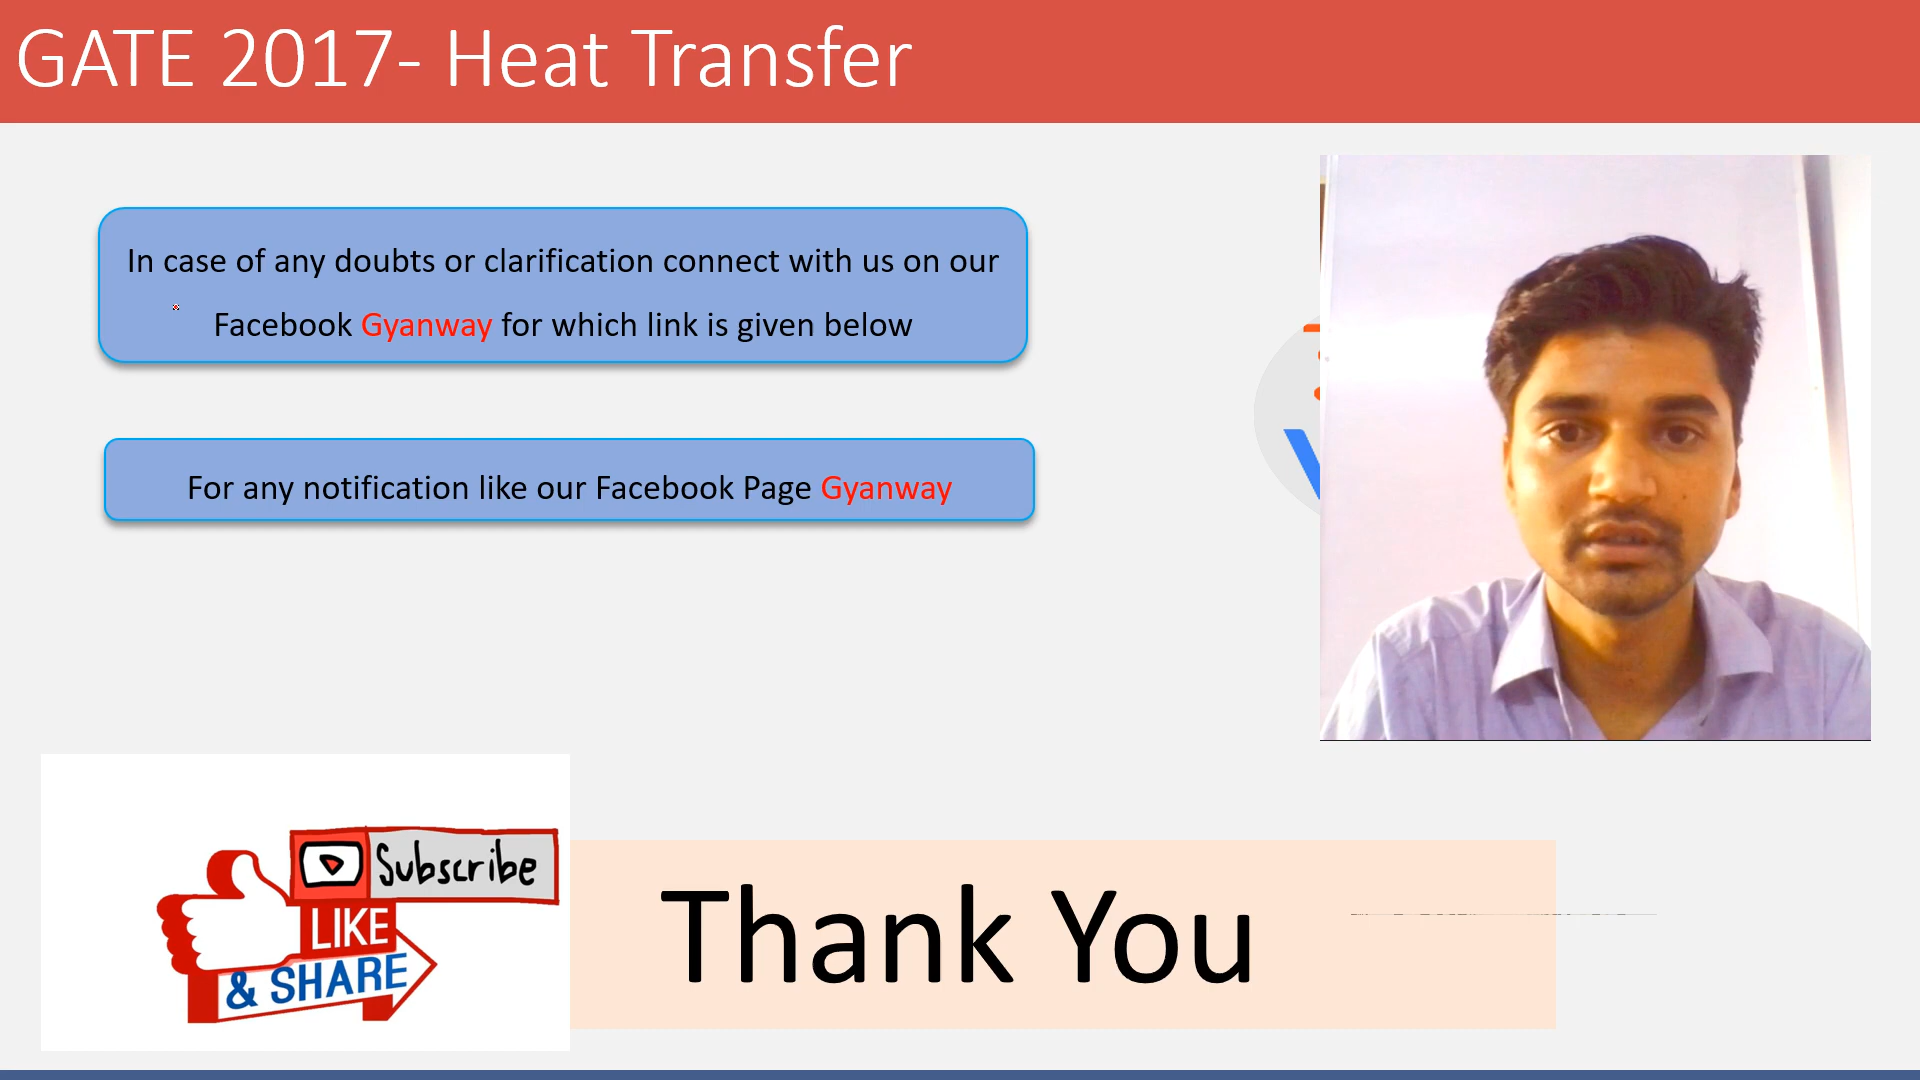 GATE 2017- Heat Transfer
In case of any doubts or clarification connect with us on our
Facebook Gyanway for which link is given below
For any notification like our Facebook Page Gyanway
Subscribe
LIKE
& SHARE
Thank You